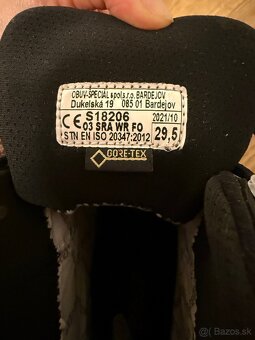 OBUV-ŠPECIÁL spol.s r.o. BARDEJOV
Dukelská 19 085 01 Bardejov
CE S18206 2021/10
03 SRA WR FO
STN EN ISO 20347:2012 29,5
GORE-TEX
© Bazos.sk